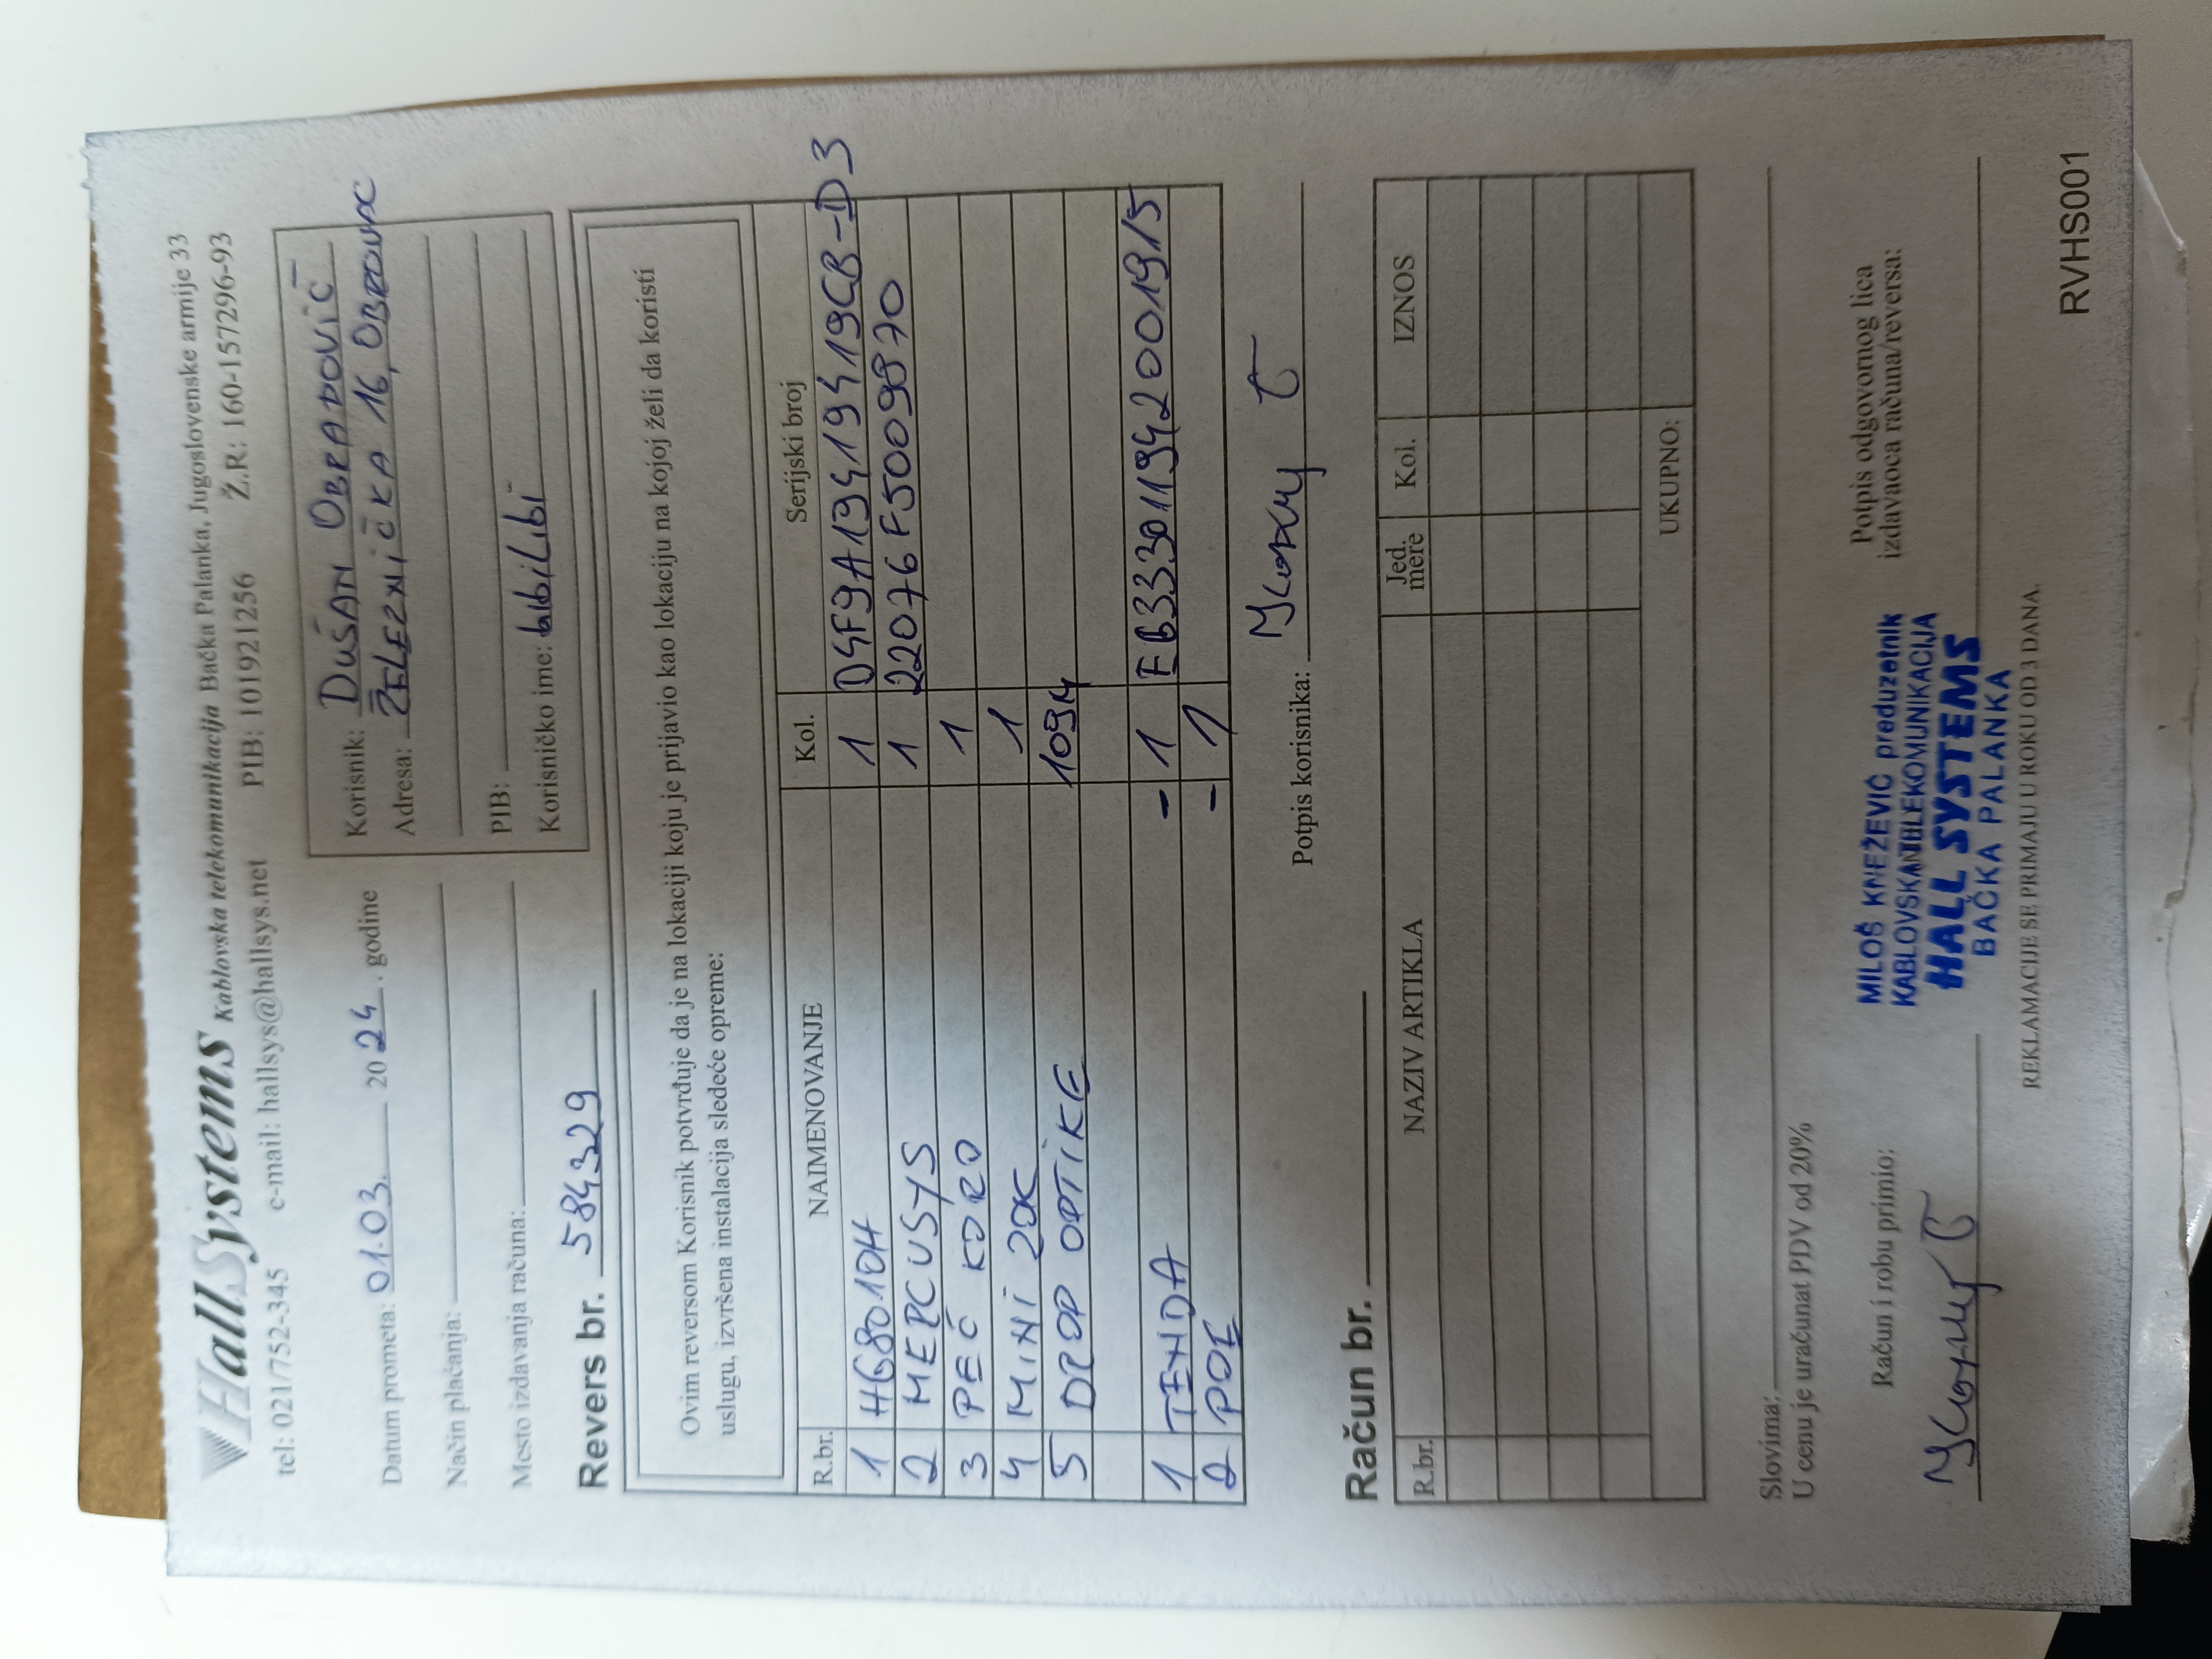 HallSystems Kablovska telekomunikacija Bačka Palanka, Jugoslovenske armije 33
tel: 021/752-345 e-mail: hallsys@hallsys.net PIB: 101921256 Ž.R.: 160-157296-93
Datum prometa: 01.03. 2024. godine
Način plaćanja:
Mesto izdavanja računa:
Korisnik: DUŠAN OBRADOVIĆ
Adresa: ŽELEZNIČKA 16, OBROVAC
PIB:
Korisničko ime: bibilibi
Revers br. 584329
Ovim reversom Korisnik potvrđuje da je na lokaciji koju je prijavio kao lokaciju na kojoj želi da koristi
uslugu, izvršena instalacija sledeće opreme:
R.br. NAIMENOVANJE Kol. Serijski broj
1 HG8010H 1 D4F9A19419419CB-D3
2 MERCUSYS 1 22076F5009870
3 PEČ KORD 1
4 MINI ZOK 1
5 DROP OPTIKE 109M
1 TENDA - 1 E6333011942001915
2 POE - 1
Potpis korisnika:
Račun br.
R.br. NAZIV ARTIKLA Jed. mere Kol. IZNOS
UKUPNO:
Slovima:
U cenu je uračunat PDV od 20%
Račun i robu primio:
Potpis odgovornog lica
izdavaoca računa/reversa:
MILOŠ KNEŽEVIĆ preduzetnik
KABLOVSKA TELEKOMUNIKACIJA
HALL SYSTEMS
BAČKA PALANKA
REKLAMACIJE SE PRIMAJU U ROKU OD 3 DANA.
RVHS001